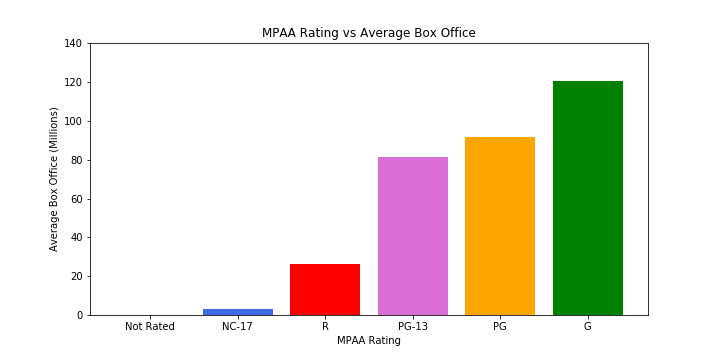 MPAA Rating vs Average Box Office
140
120
100
80
60
40
20
0
Average Box Office (Millions)
Not Rated NC-17 R PG-13 PG G
MPAA Rating